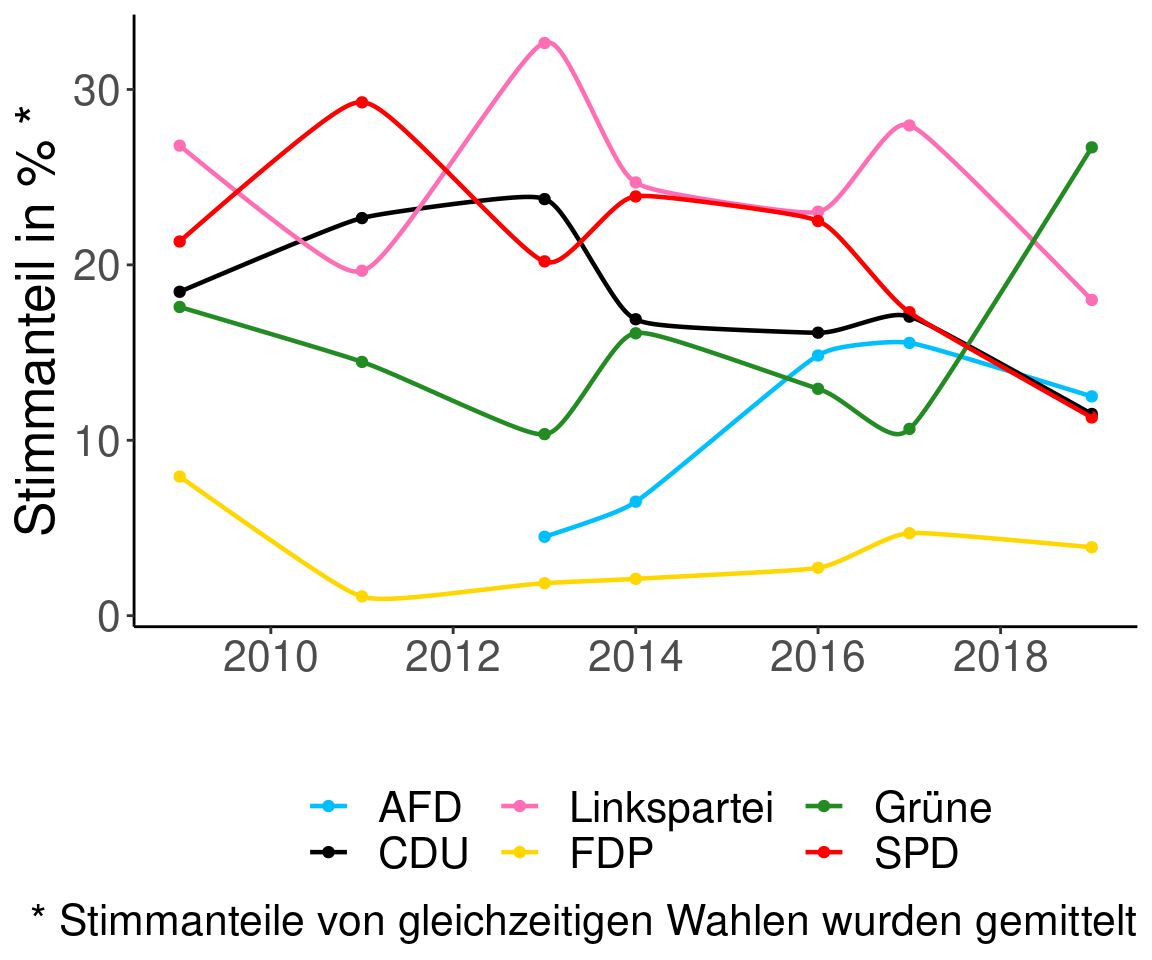 Stimmanteil in % *
30
20
10
0
2010 2012 2014 2016 2018
AFD Linkspartei Grüne
CDU FDP SPD
* Stimmanteile von gleichzeitigen Wahlen wurden gemittelt